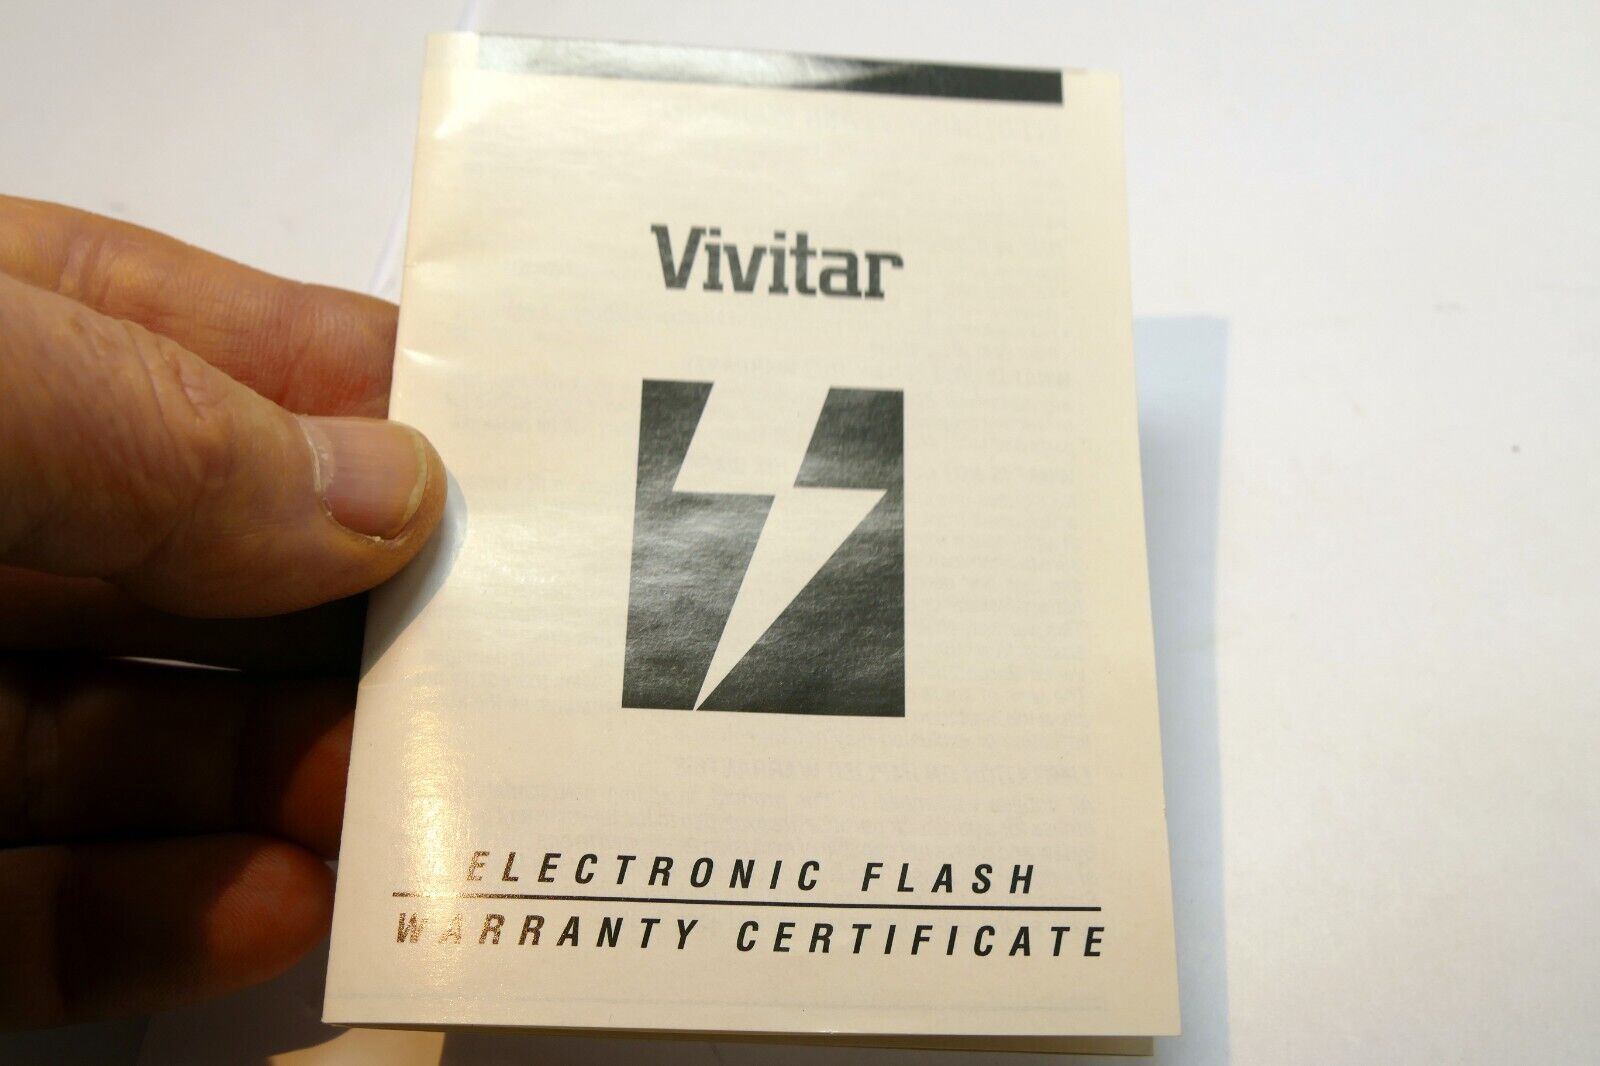 Vivitar
ELECTRONIC FLASH
WARRANTY CERTIFICATE